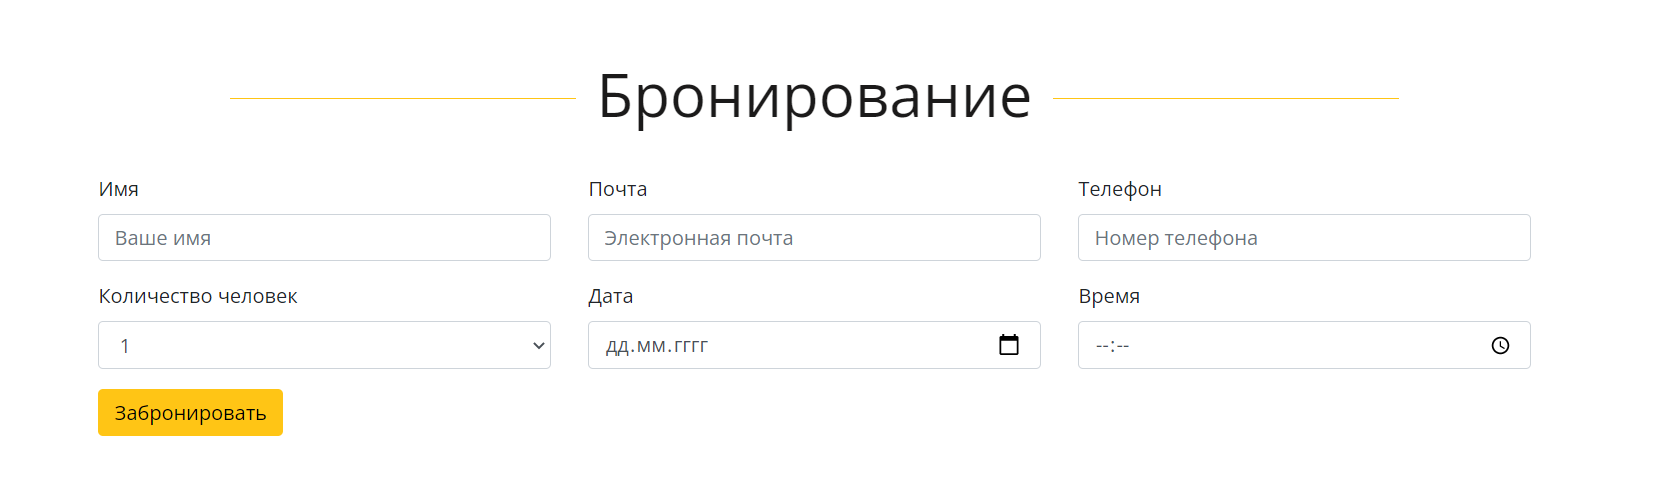 Бронирование
Имя Почта Телефон
Ваше имя Электронная почта Номер телефона
Количество человек Дата Время
1 дд.мм.гггг --:--
Забронировать